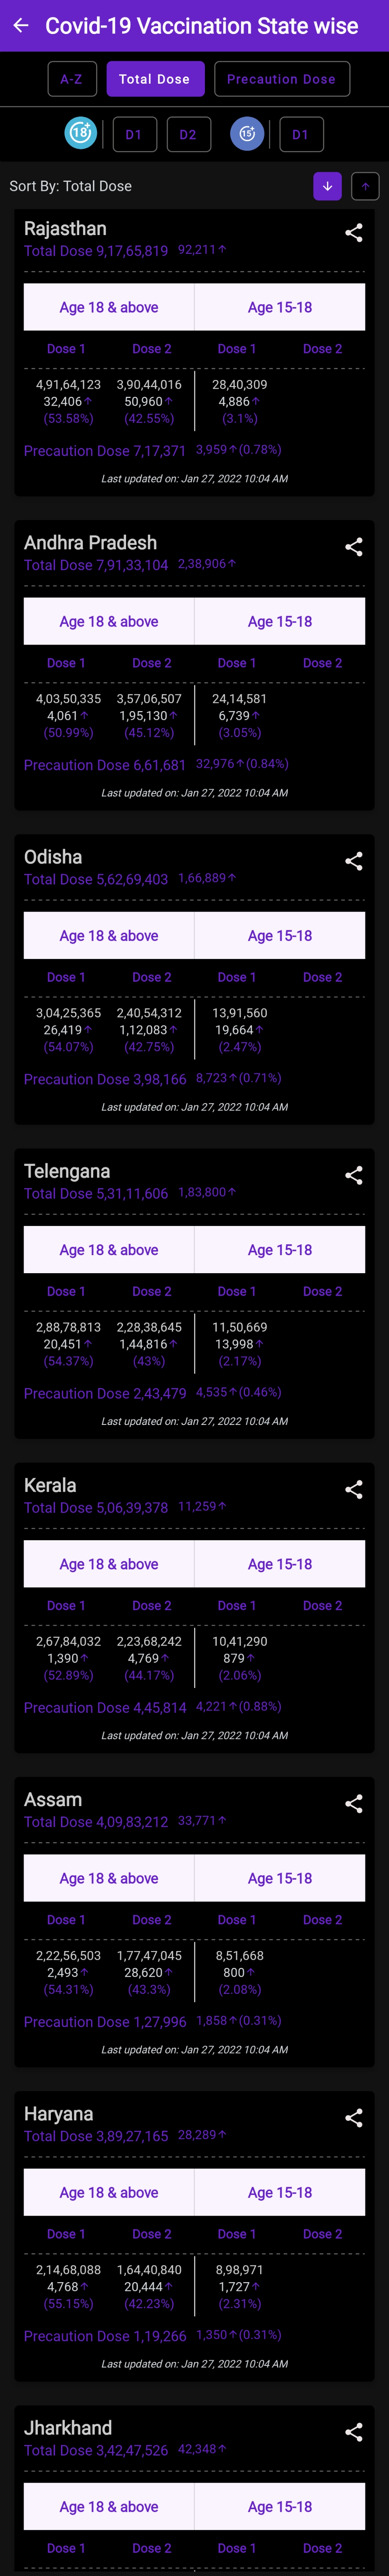 Covid-19 Vaccination State wise
A-Z Total Dose Precaution Dose
18+ D1 D2 15+ D1
Sort By: Total Dose
Rajasthan
Total Dose 9,17,65,819 92,211↑
Age 18 & above Age 15-18
Dose 1 Dose 2 Dose 1 Dose 2
4,91,64,123 3,90,44,016 28,40,309
32,406↑ 50,960↑ 4,886↑
(53.58%) (42.55%) (3.1%)
Precaution Dose 7,17,371 3,959↑(0.78%)
Last updated on: Jan 27, 2022 10:04 AM
Andhra Pradesh
Total Dose 7,91,33,104 2,38,906↑
Age 18 & above Age 15-18
Dose 1 Dose 2 Dose 1 Dose 2
4,03,50,335 3,57,06,507 24,14,581
4,061↑ 1,95,130↑ 6,739↑
(50.99%) (45.12%) (3.05%)
Precaution Dose 6,61,681 32,976↑(0.84%)
Last updated on: Jan 27, 2022 10:04 AM
Odisha
Total Dose 5,62,69,403 1,66,889↑
Age 18 & above Age 15-18
Dose 1 Dose 2 Dose 1 Dose 2
3,04,25,365 2,40,54,312 13,91,560
26,419↑ 1,12,083↑ 19,664↑
(54.07%) (42.75%) (2.47%)
Precaution Dose 3,98,166 8,723↑(0.71%)
Last updated on: Jan 27, 2022 10:04 AM
Telengana
Total Dose 5,31,11,606 1,83,800↑
Age 18 & above Age 15-18
Dose 1 Dose 2 Dose 1 Dose 2
2,88,78,813 2,28,38,645 11,50,669
20,451↑ 1,44,816↑ 13,998↑
(54.37%) (43%) (2.17%)
Precaution Dose 2,43,479 4,535↑(0.46%)
Last updated on: Jan 27, 2022 10:04 AM
Kerala
Total Dose 5,06,39,378 11,259↑
Age 18 & above Age 15-18
Dose 1 Dose 2 Dose 1 Dose 2
2,67,84,032 2,23,68,242 10,41,290
1,390↑ 4,769↑ 879↑
(52.89%) (44.17%) (2.06%)
Precaution Dose 4,45,814 4,221↑(0.88%)
Last updated on: Jan 27, 2022 10:04 AM
Assam
Total Dose 4,09,83,212 33,771↑
Age 18 & above Age 15-18
Dose 1 Dose 2 Dose 1 Dose 2
2,22,56,503 1,77,47,045 8,51,668
2,493↑ 28,620↑ 800↑
(54.31%) (43.3%) (2.08%)
Precaution Dose 1,27,996 1,858↑(0.31%)
Last updated on: Jan 27, 2022 10:04 AM
Haryana
Total Dose 3,89,27,165 28,289↑
Age 18 & above Age 15-18
Dose 1 Dose 2 Dose 1 Dose 2
2,14,68,088 1,64,40,840 8,98,971
4,768↑ 20,444↑ 1,727↑
(55.15%) (42.23%) (2.31%)
Precaution Dose 1,19,266 1,350↑(0.31%)
Last updated on: Jan 27, 2022 10:04 AM
Jharkhand
Total Dose 3,42,47,526 42,348↑
Age 18 & above Age 15-18
Dose 1 Dose 2 Dose 1 Dose 2